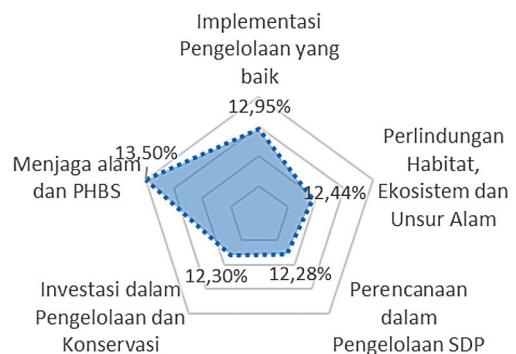 Implementasi
Pengelolaan yang
baik
12,95%
Perlindungan
Habitat,
Ekosistem dan
Unsur Alam
12,44%
Perencanaan
dalam
Pengelolaan SDP
12,28%
Investasi dalam
Pengelolaan dan
Konservasi
12,30%
Menjaga alam
dan PHBS
13,50%